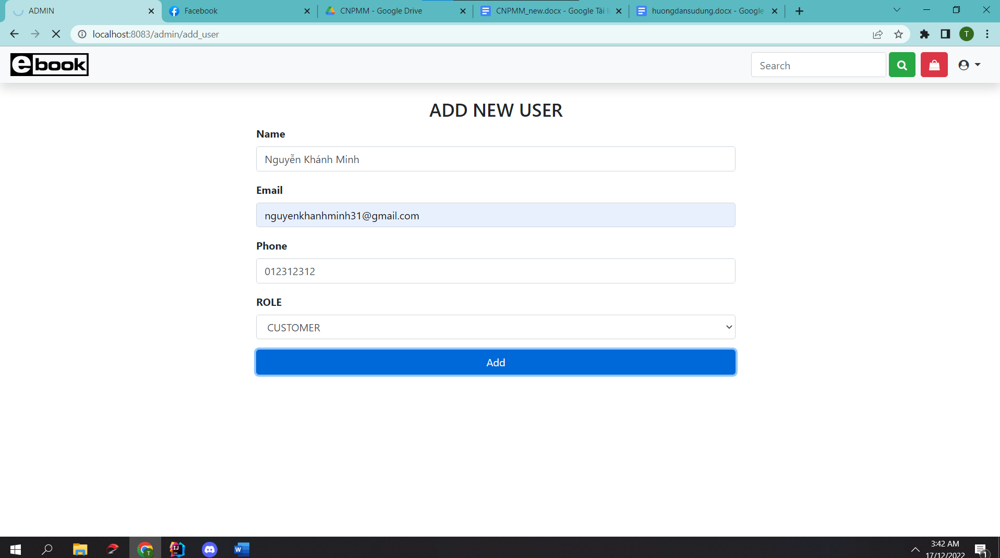 ADMIN
Facebook
CNPMM - Google Drive
CNPMM_new.docx - Google Tài li
huongdansudung.docx - Google
localhost:8083/admin/add_user
T
ebook
Search
ADD NEW USER
Name
Nguyễn Khánh Minh
Email
nguyenkhanhminh31@gmail.com
Phone
012312312
ROLE
CUSTOMER
Add
3:42 AM
17/12/2022
1